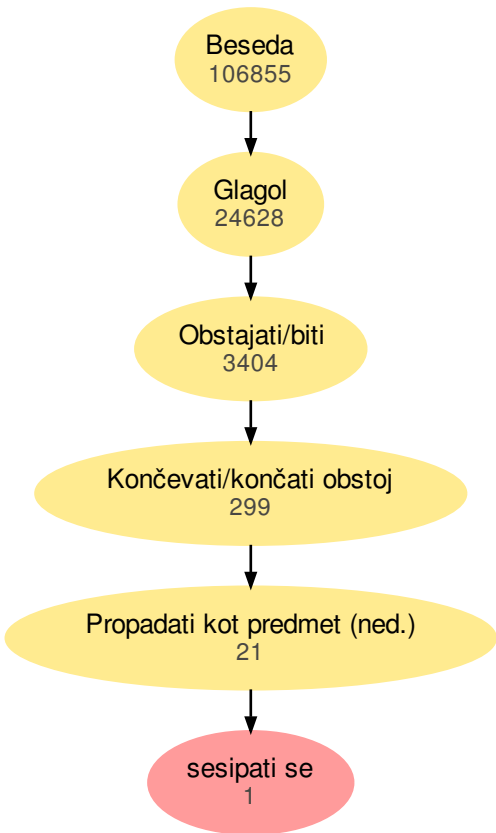 Beseda
106855
Glagol
24628
Obstajati/biti
3404
Končevati/končati obstoj
299
Propadati kot predmet (ned.)
21
sesipati se
1